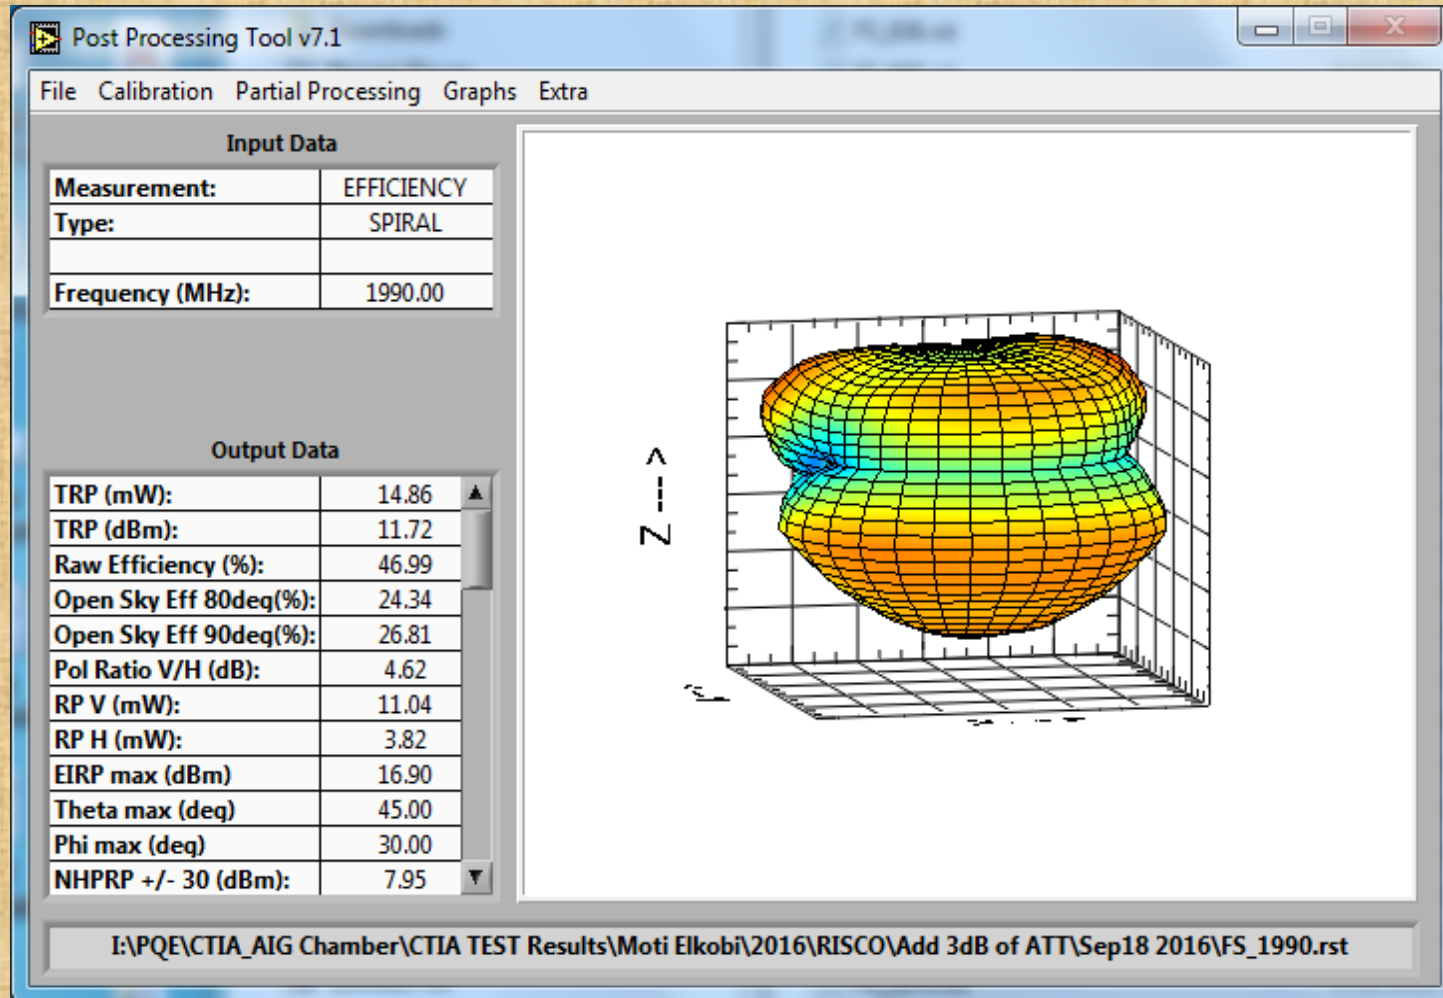 Post Processing Tool v7.1
File Calibration Partial Processing Graphs Extra
Input Data
Measurement: EFFICIENCY
Type: SPIRAL
Frequency (MHz): 1990.00
Output Data
TRP (mW): 14.86
TRP (dBm): 11.72
Raw Efficiency (%): 46.99
Open Sky Eff 80deg(%): 24.34
Open Sky Eff 90deg(%): 26.81
Pol Ratio V/H (dB): 4.62
RP V (mW): 11.04
RP H (mW): 3.82
EIRP max (dBm) 16.90
Theta max (deg) 45.00
Phi max (deg) 30.00
NHPRP +/- 30 (dBm): 7.95
Z --->
I:\PQE\CTIA_AIG Chamber\CTIA TEST Results\Moti Elkobi\2016\RISCO\Add 3dB of ATT\Sep18 2016\FS_1990.rst